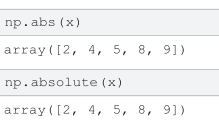 np.abs(x)
array([2, 4, 5, 8, 9])
np.absolute(x)
array([2, 4, 5, 8, 9])